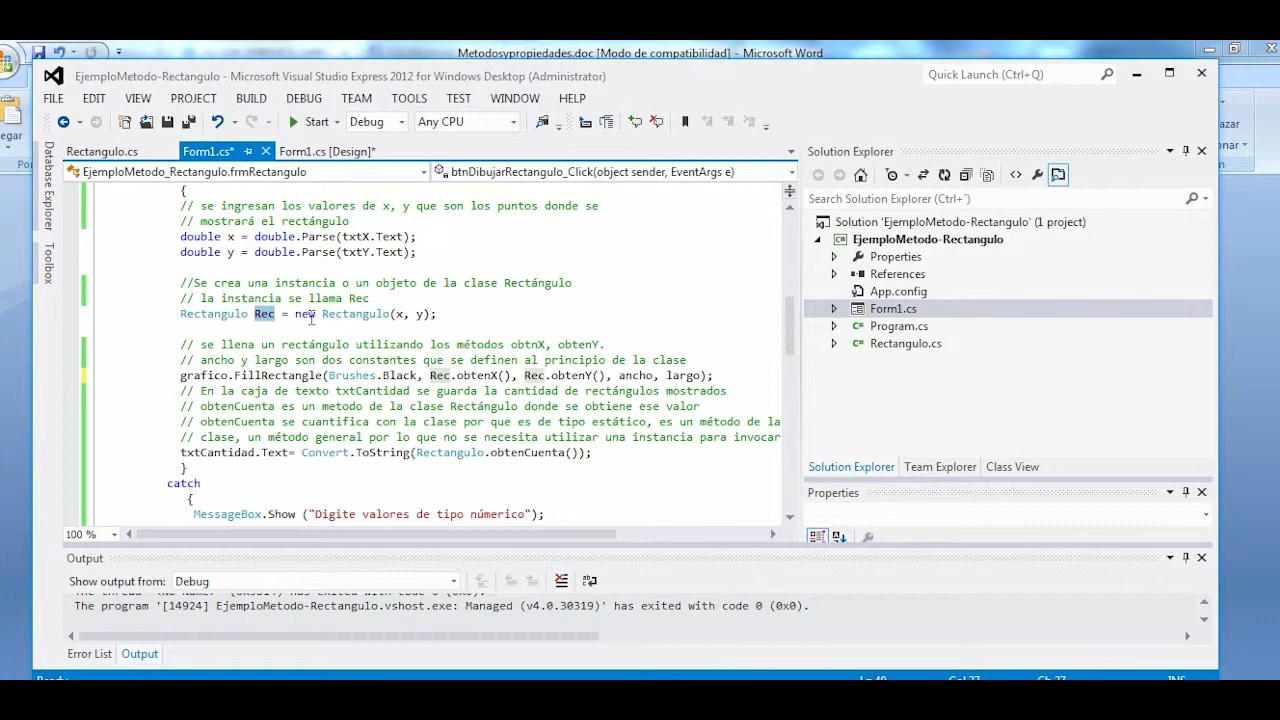 Metodosypropiedades.doc [Modo de compatibilidad] - Microsoft Word
EjemploMetodo-Rectangulo - Microsoft Visual Studio Express 2012 for Windows Desktop (Administrator)
Quick Launch (Ctrl+Q)
FILE EDIT VIEW PROJECT BUILD DEBUG TEAM TOOLS TEST WINDOW HELP
Start Debug Any CPU
egar
azar
onar
Database Explorer
Toolbox
Rectangulo.cs Form1.cs* Form1.cs [Design]*
EjemploMetodo_Rectangulo.frmRectangulo btnDibujarRectangulo_Click(object sender, EventArgs e)
{
// se ingresan los valores de x, y que son los puntos donde se
// mostrará el rectángulo
double x = double.Parse(txtX.Text);
double y = double.Parse(txtY.Text);
//Se crea una instancia o un objeto de la clase Rectángulo
// la instancia se llama Rec
Rectangulo Rec = new Rectangulo(x, y);
// se llena un rectángulo utilizando los métodos obtnX, obtenY.
// ancho y largo son dos constantes que se definen al principio de la clase
grafico.FillRectangle(Brushes.Black, Rec.obtenX(), Rec.obtenY(), ancho, largo);
// En la caja de texto txtCantidad se guarda la cantidad de rectángulos mostrados
// obtenCuenta es un metodo de la clase Rectángulo donde se obtiene ese valor
// obtenCuenta se cuantifica con la clase por que es de tipo estático, es un método de la
// clase, un método general por lo que no se necesita utilizar una instancia para invocar
txtCantidad.Text= Convert.ToString(Rectangulo.obtenCuenta());
}
catch
{
MessageBox.Show ("Digite valores de tipo númerico");
100 %
Solution Explorer
Search Solution Explorer (Ctrl+`)
Solution 'EjemploMetodo-Rectangulo' (1 project)
EjemploMetodo-Rectangulo
Properties
References
App.config
Form1.cs
Program.cs
Rectangulo.cs
Solution Explorer Team Explorer Class View
Properties
Output
Show output from: Debug
The program '[14924] EjemploMetodo-Rectangulo.vshost.exe: Managed (v4.0.30319)' has exited with code 0 (0x0).
Error List Output